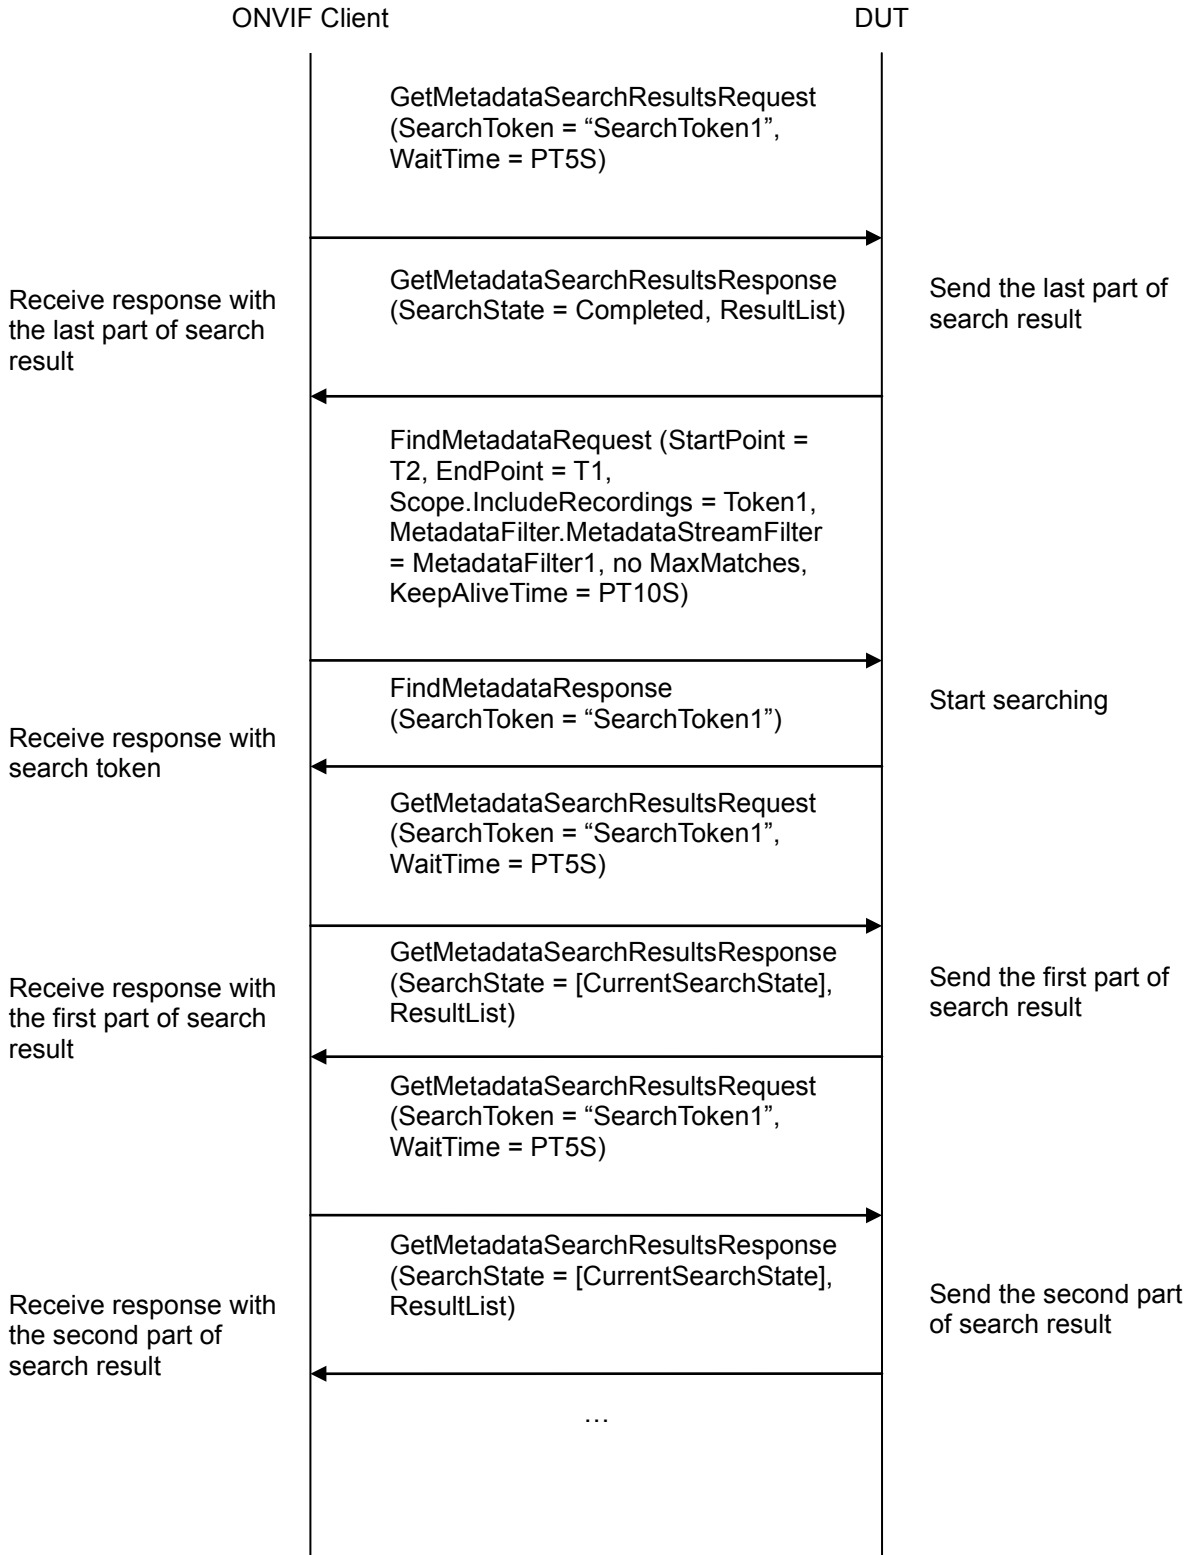 ONVIF Client
DUT
GetMetadataSearchResultsRequest
(SearchToken = “SearchToken1”,
WaitTime = PT5S)
GetMetadataSearchResultsResponse
(SearchState = Completed, ResultList)
Send the last part of
search result
Receive response with
the last part of search
result
FindMetadataRequest (StartPoint =
T2, EndPoint = T1,
Scope.IncludeRecordings = Token1,
MetadataFilter.MetadataStreamFilter
= MetadataFilter1, no MaxMatches,
KeepAliveTime = PT10S)
FindMetadataResponse
(SearchToken = “SearchToken1”)
Start searching
Receive response with
search token
GetMetadataSearchResultsRequest
(SearchToken = “SearchToken1”,
WaitTime = PT5S)
GetMetadataSearchResultsResponse
(SearchState = [CurrentSearchState],
ResultList)
Send the first part of
search result
Receive response with
the first part of search
result
GetMetadataSearchResultsRequest
(SearchToken = “SearchToken1”,
WaitTime = PT5S)
GetMetadataSearchResultsResponse
(SearchState = [CurrentSearchState],
ResultList)
Send the second part
of search result
Receive response with
the second part of
search result
…